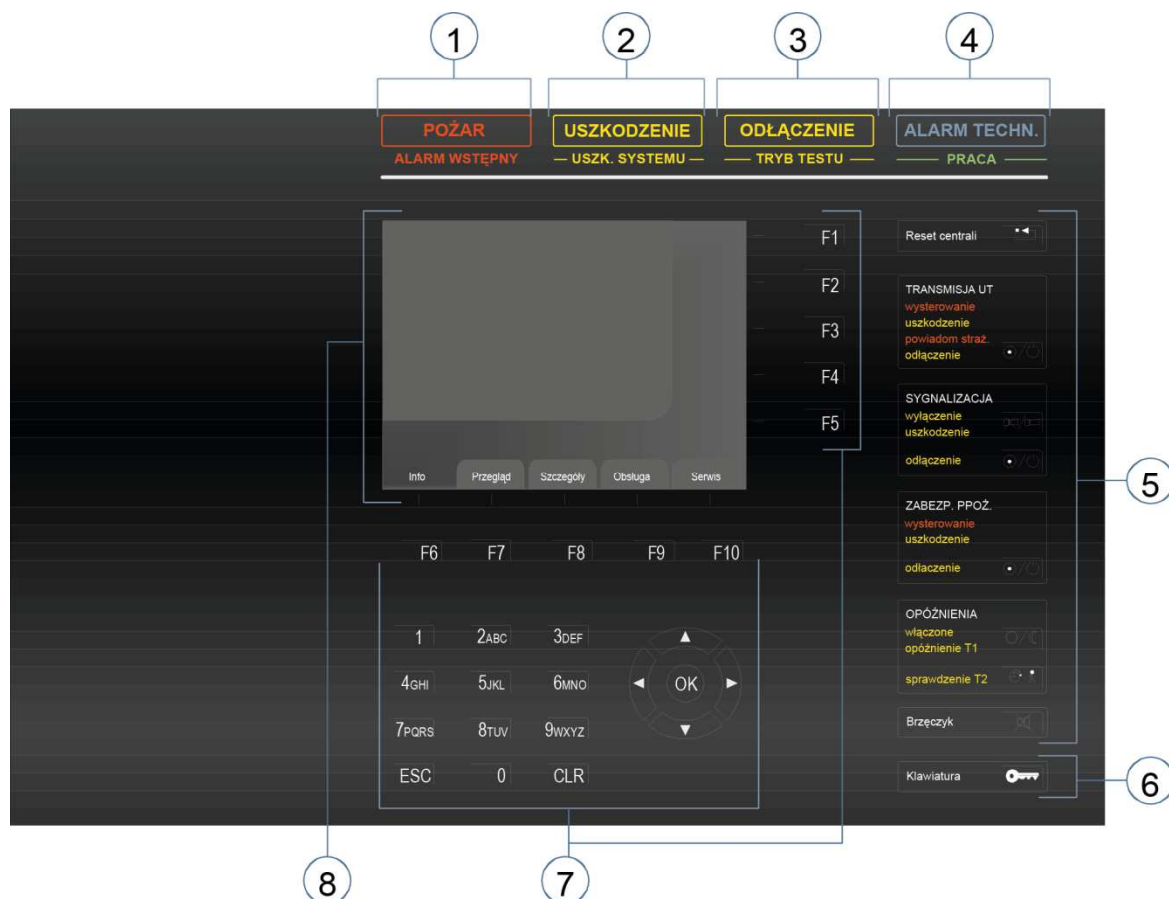 1 2 3 4
POŻAR USZKODZENIE ODŁĄCZENIE ALARM TECHN.
ALARM WSTĘPNY USZK. SYSTEMU TRYB TESTU PRACA
F1
F2
F3
F4
F5
Info Przegląd Szczegóły Obsługa Serwis
F6 F7 F8 F9 F10
1 2ABC 3DEF
4GHI 5JKL 6MNO OK
7PQRS 8TUV 9WXYZ
ESC 0 CLR
Reset centrali
TRANSMISJA UT
wysterowanie
uszkodzenie
powiadom straż.
odłączenie
SYGNALIZACJA
wyłączenie
uszkodzenie
odłączenie
ZABEZP. PPOŻ.
wysterowanie
uszkodzenie
odłaczenie
OPÓŹNIENIA
włączone
opóźnienie T1
sprawdzenie T2
Brzęczyk
Klawiatura
5
6
8 7